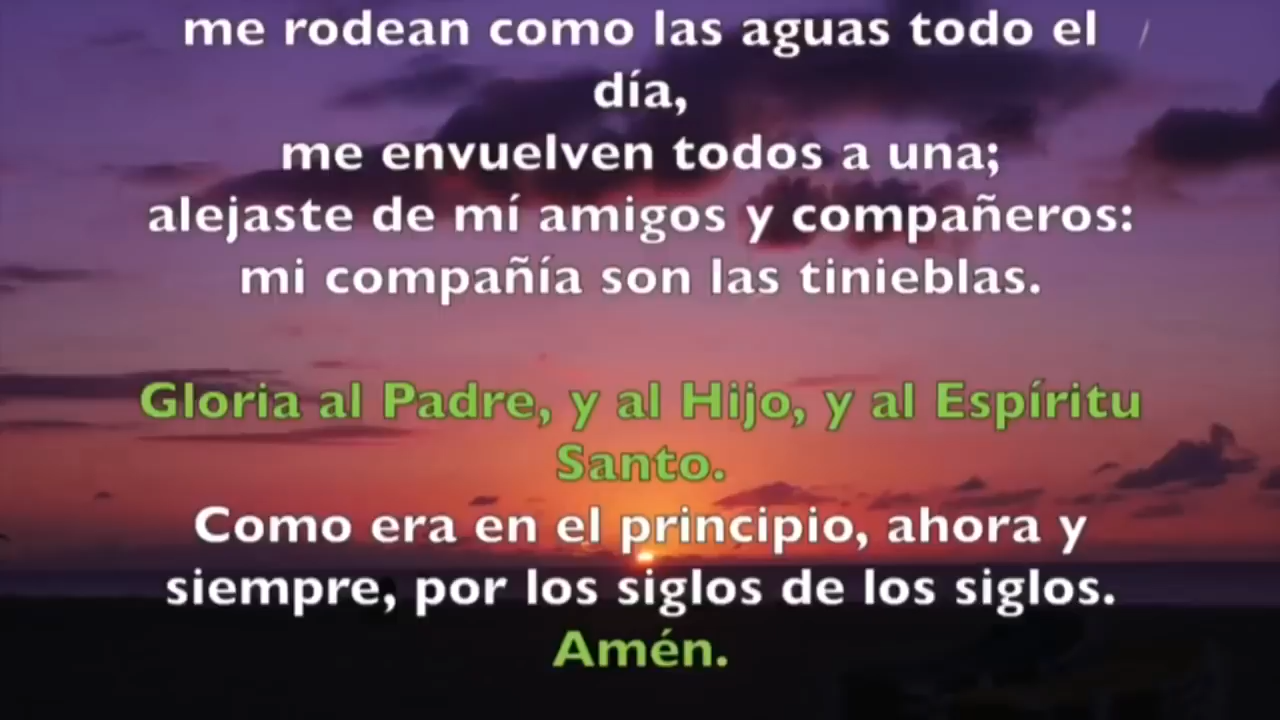 me rodean como las aguas todo el
día,
me envuelven todos a una;
alejaste de mí amigos y compañeros:
mi compañía son las tinieblas.
Gloria al Padre, y al Hijo, y al Espíritu
Santo.
Como era en el principio, ahora y
siempre, por los siglos de los siglos.
Amén.